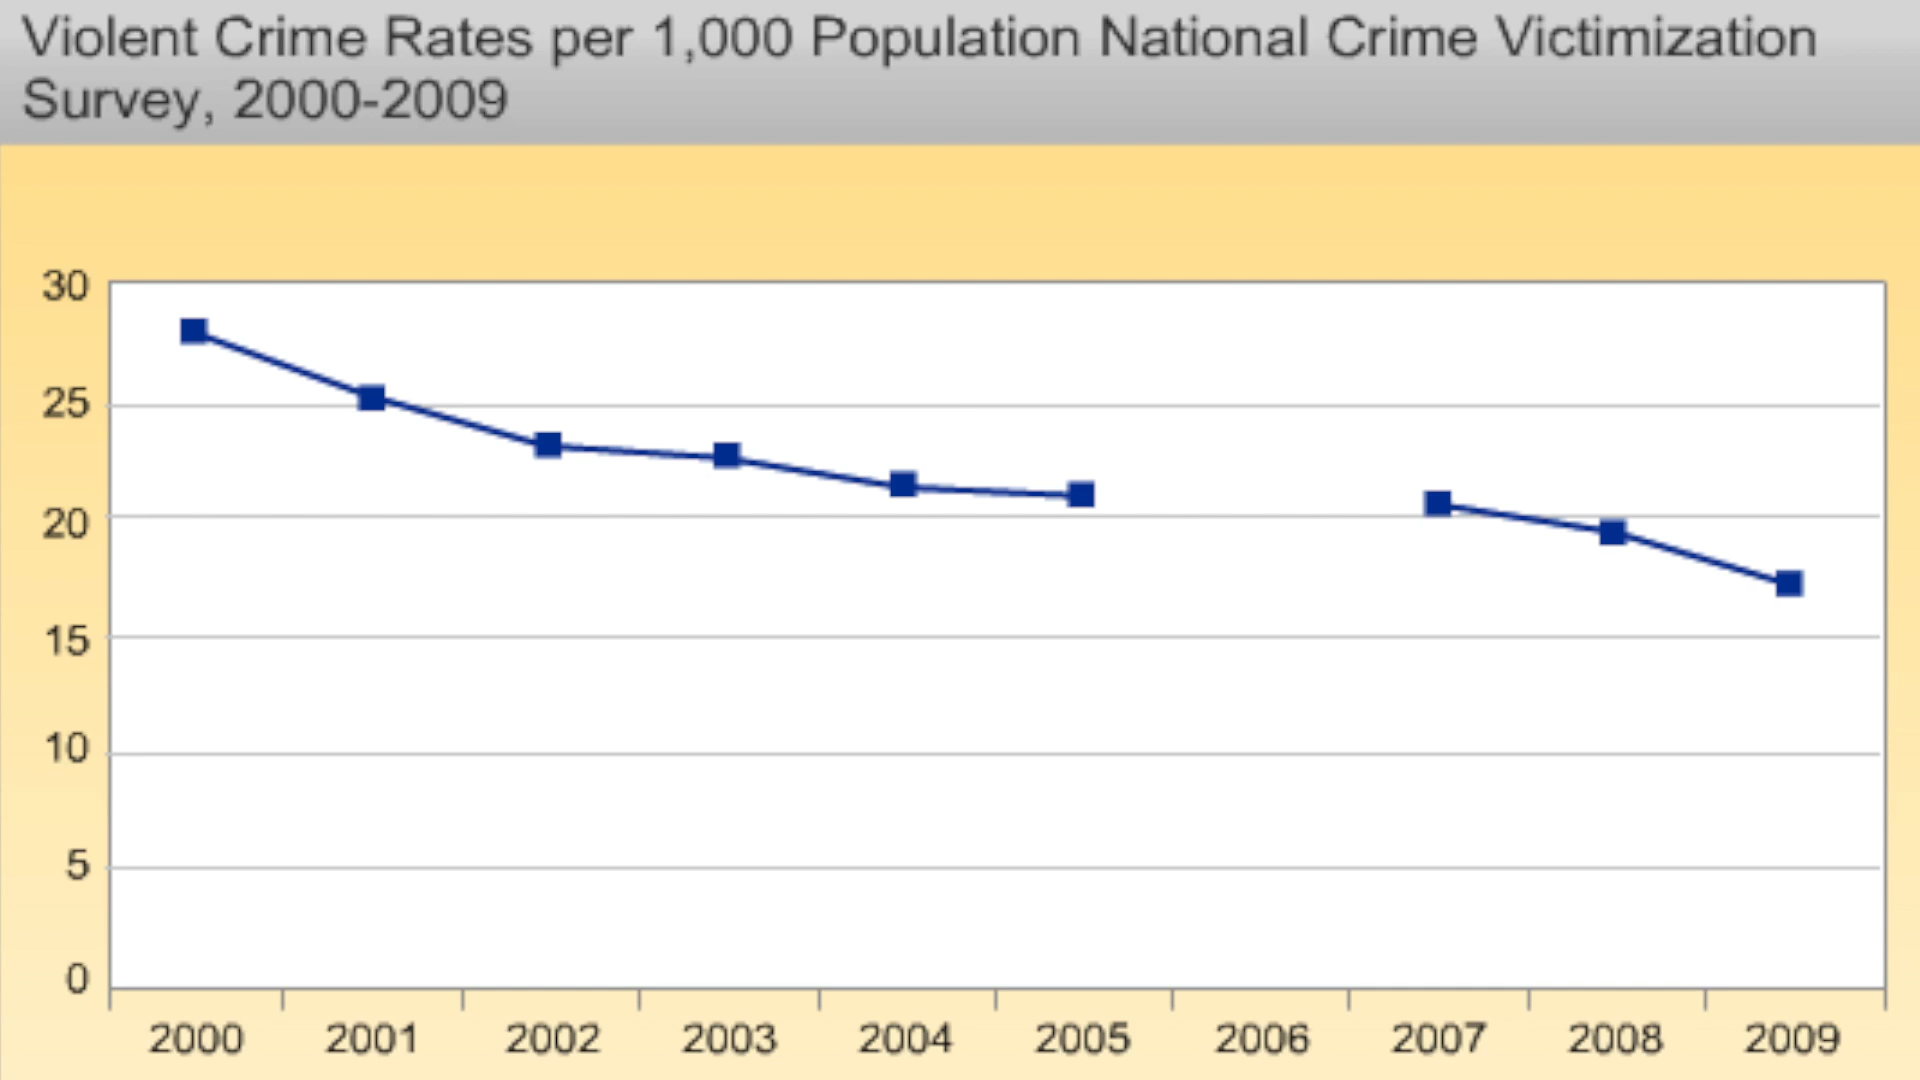 Violent Crime Rates per 1,000 Population National Crime Victimization
Survey, 2000-2009
30
25
20
15
10
5
0
2000 2001 2002 2003 2004 2005 2006 2007 2008 2009